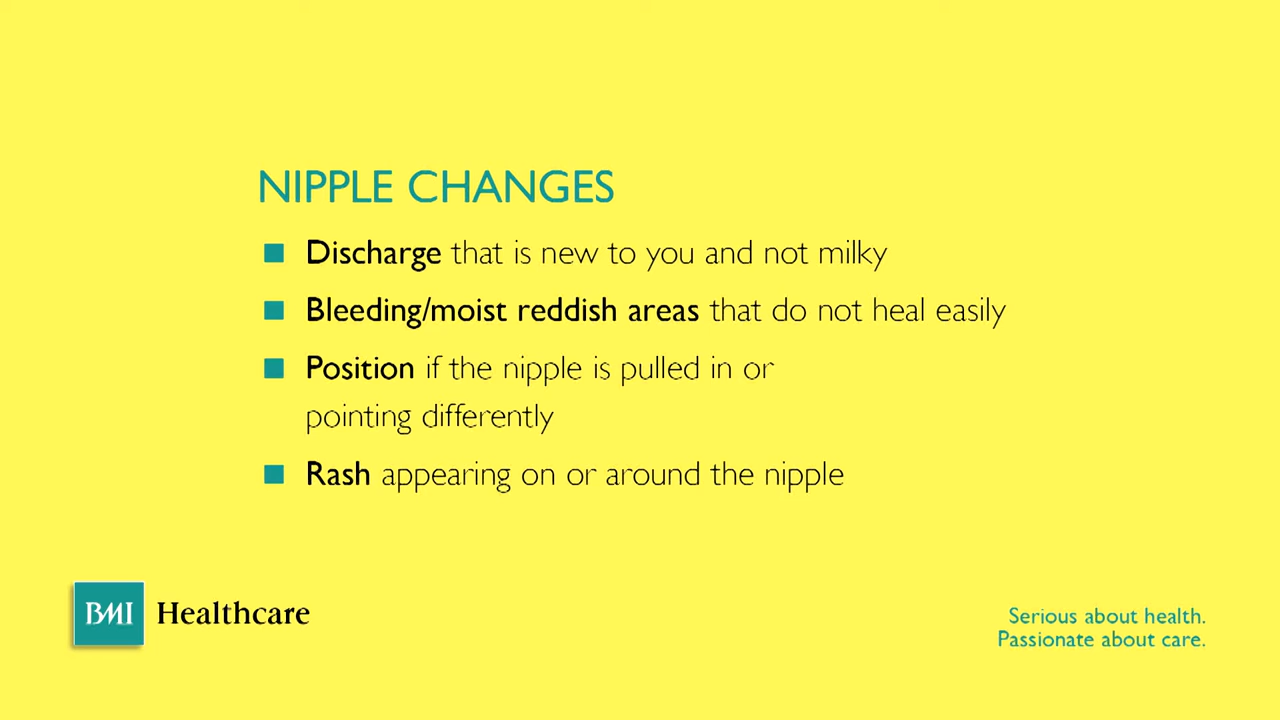 NIPPLE CHANGES
Discharge that is new to you and not milky
Bleeding/moist reddish areas that do not heal easily
Position if the nipple is pulled in or
pointing differently
Rash appearing on or around the nipple
BMI Healthcare
Serious about health.
Passionate about care.